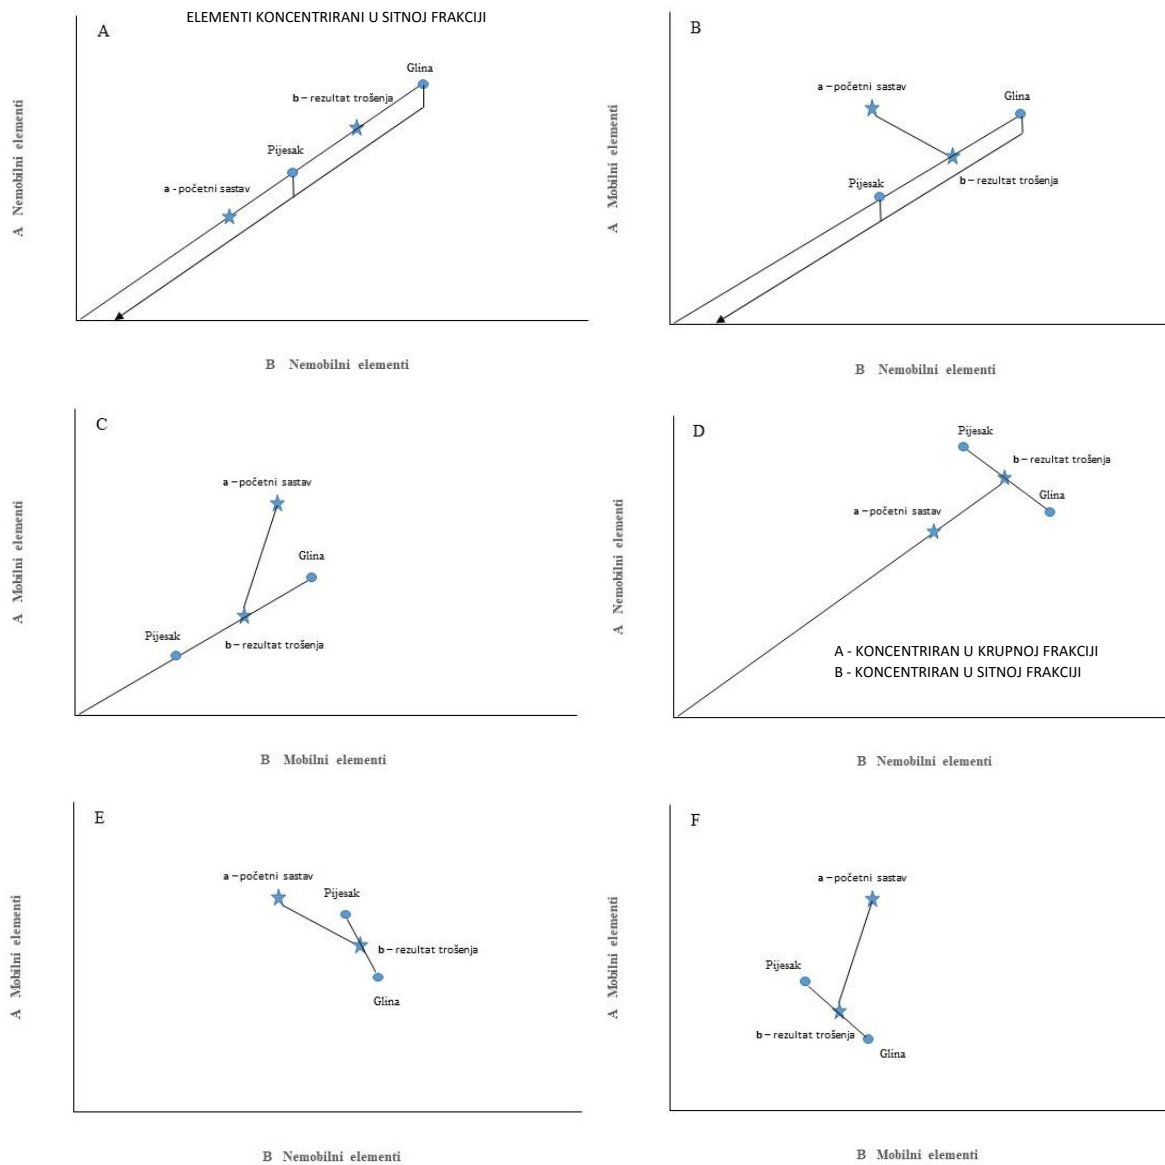 ELEMENTI KONCENTRIRANI U SITNOJ FRAKCIJI
A
Glina
b – rezultat trošenja
Pijesak
a - početni sastav
A Nemobilni elementi
B Nemobilni elementi
B
a – početni sastav
Glina
Pijesak
b – rezultat trošenja
A Mobilni elementi
B Nemobilni elementi
C
a – početni sastav
Glina
Pijesak
b – rezultat trošenja
A Mobilni elementi
B Mobilni elementi
D
Pijesak
b – rezultat trošenja
Glina
a – početni sastav
A - KONCENTRIRAN U KRUPNOJ FRAKCIJI
B - KONCENTRIRAN U SITNOJ FRAKCIJI
A Nemobilni elementi
B Nemobilni elementi
E
a – početni sastav
Pijesak
b – rezultat trošenja
Glina
A Mobilni elementi
B Nemobilni elementi
F
a – početni sastav
Pijesak
b – rezultat trošenja
Glina
A Mobilni elementi
B Mobilni elementi